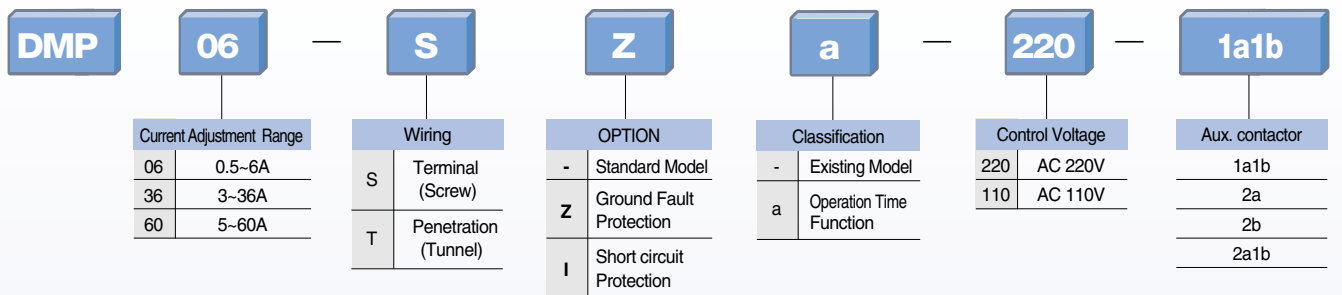 DMP 06 — S Z a — 220 — 1a1b
Current Adjustment Range
06 0.5~6A
36 3~36A
60 5~60A
Wiring
S Terminal
(Screw)
T Penetration
(Tunnel)
OPTION
- Standard Model
Z Ground Fault
Protection
I Short circuit
Protection
Classification
- Existing Model
a Operation Time
Function
Control Voltage
220 AC 220V
110 AC 110V
Aux. contactor
1a1b
2a
2b
2a1b